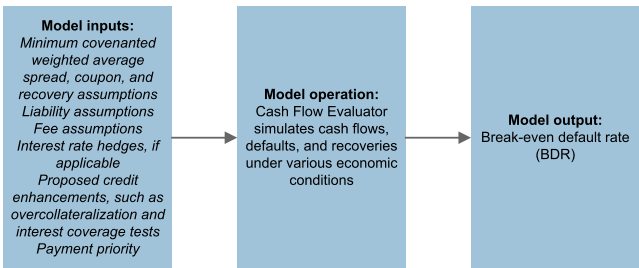 Model inputs:
Minimum covenanted
weighted average
spread, coupon, and
recovery assumptions
Liability assumptions
Fee assumptions
Interest rate hedges, if
applicable
Proposed credit
enhancements, such as
overcollateralization and
interest coverage tests
Payment priority
Model operation:
Cash Flow Evaluator
simulates cash flows,
defaults, and recoveries
under various economic
conditions
Model output:
Break-even default rate
(BDR)